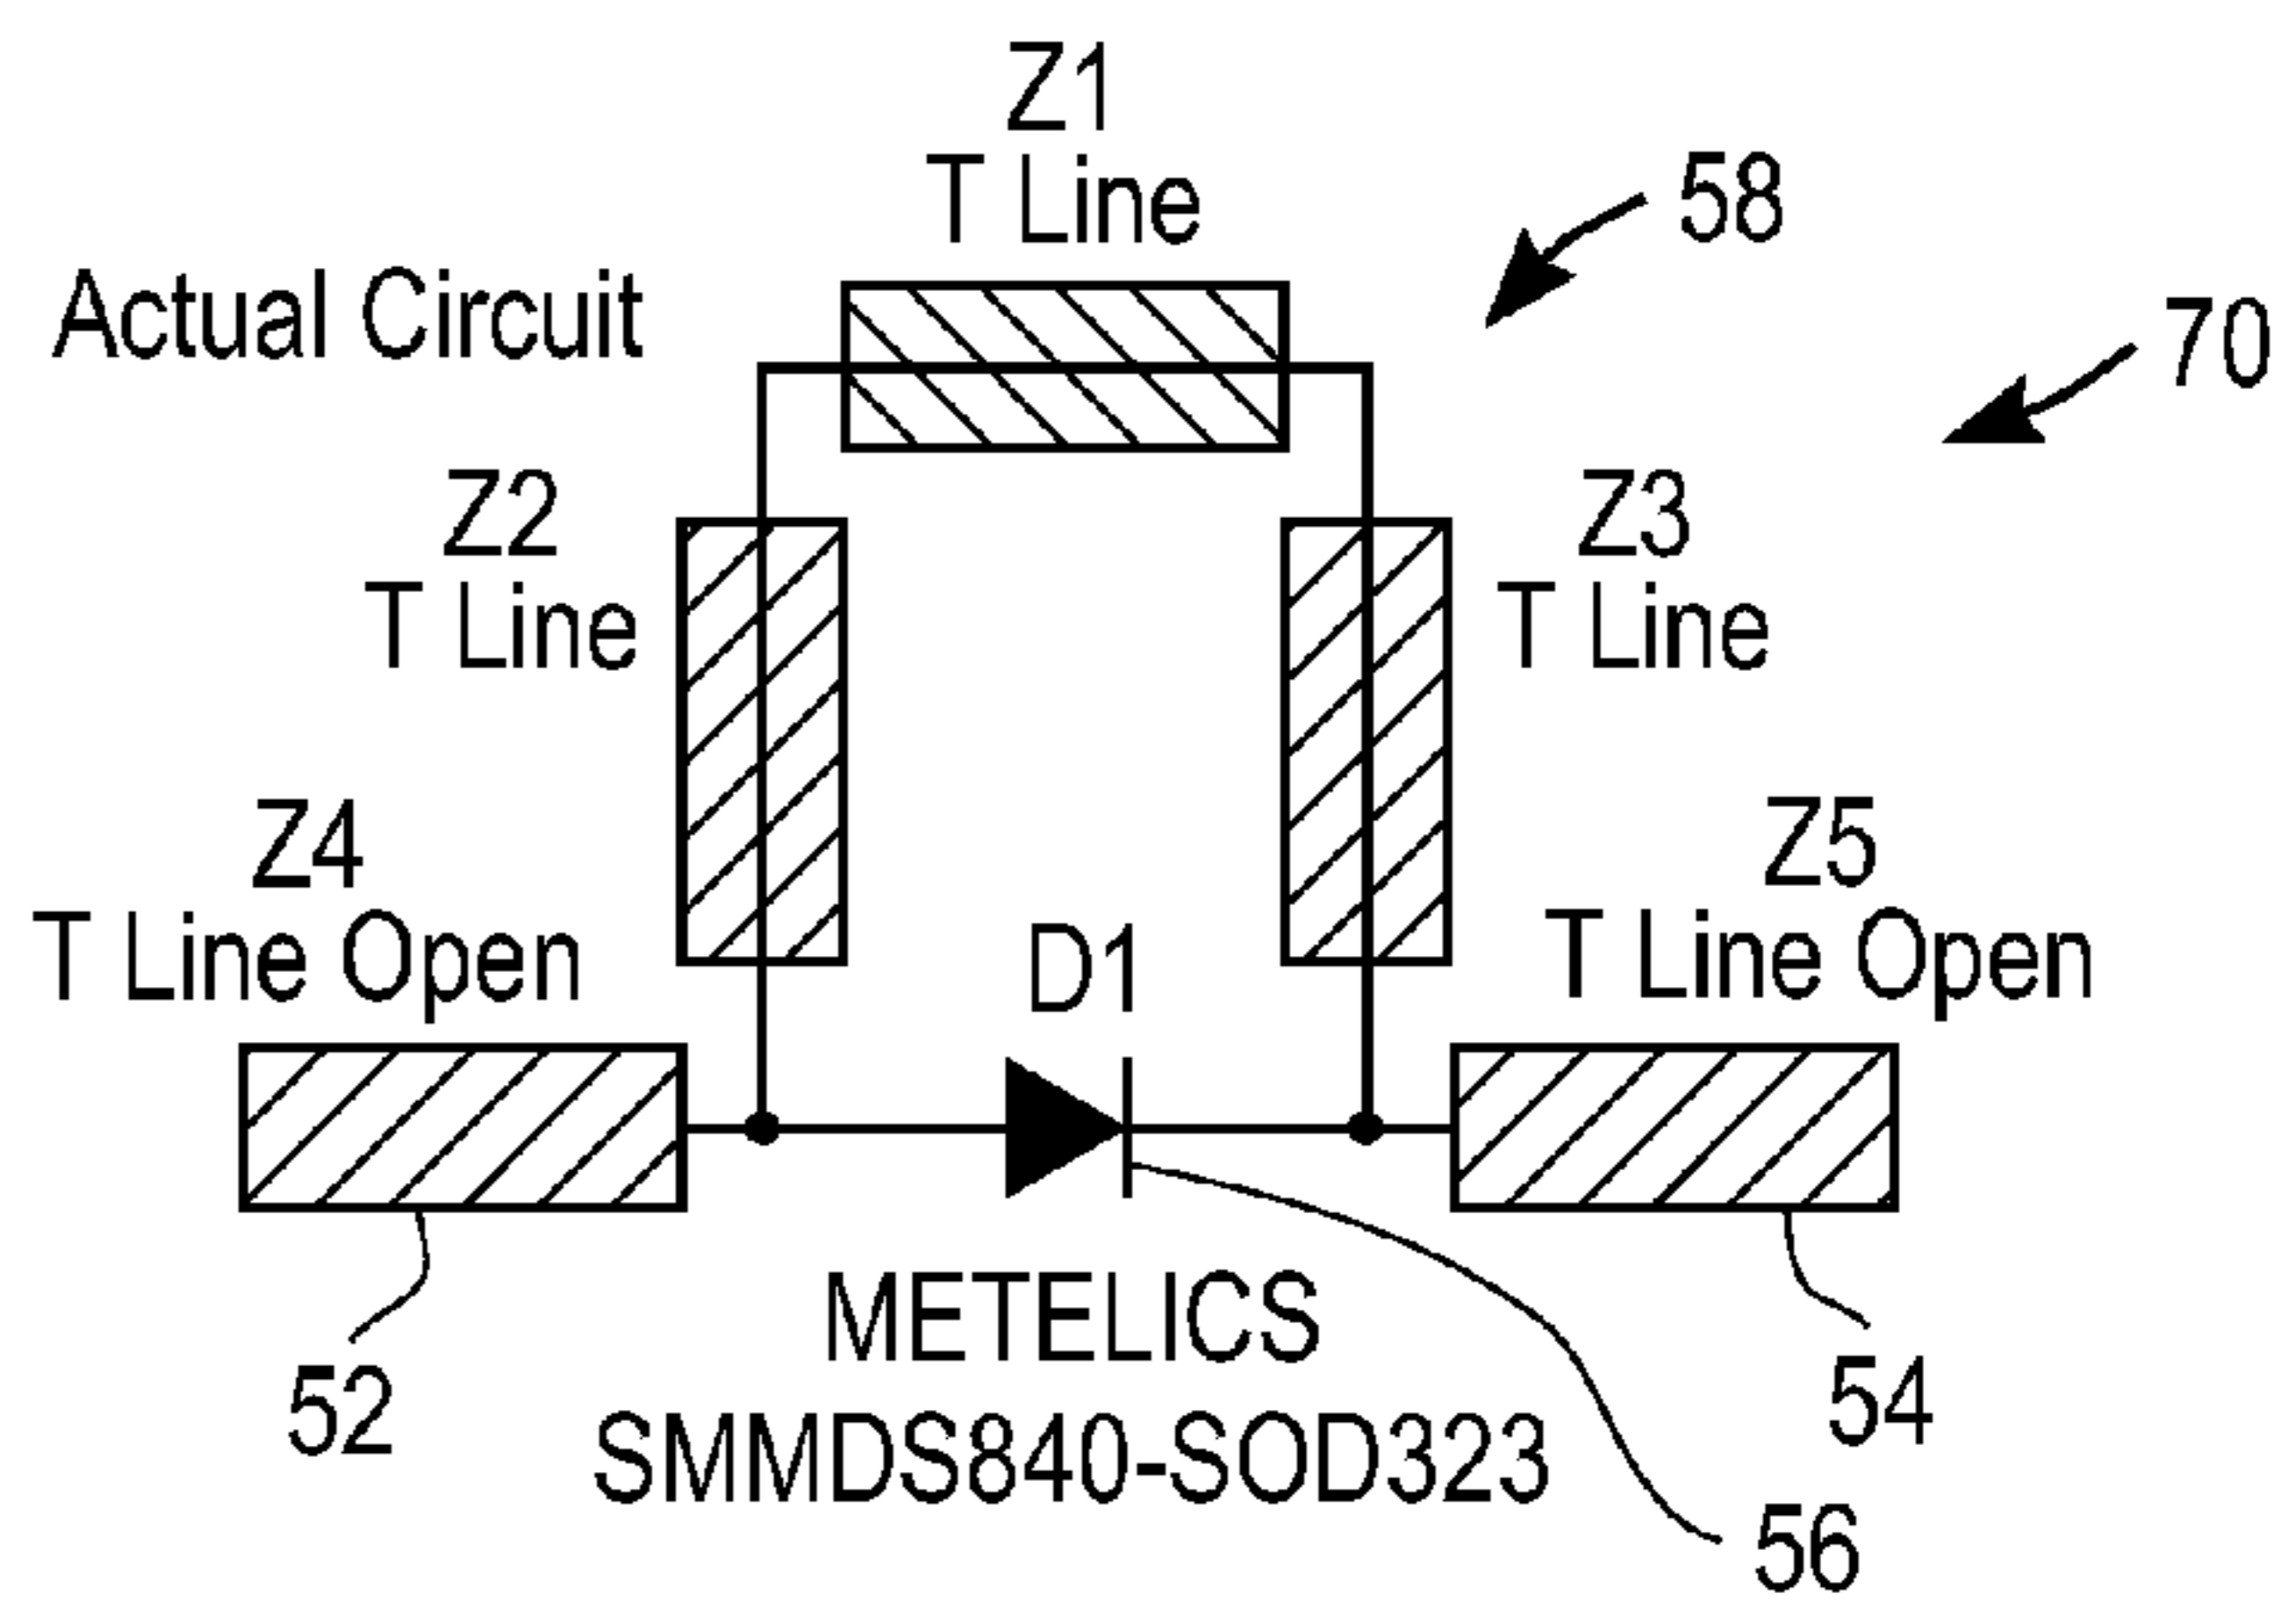 Z1
T Line
58
Actual Circuit
70
Z2
T Line
Z3
T Line
Z4
T Line Open
D1
Z5
T Line Open
METELICS
SMMDS840-SOD323
52
54
56